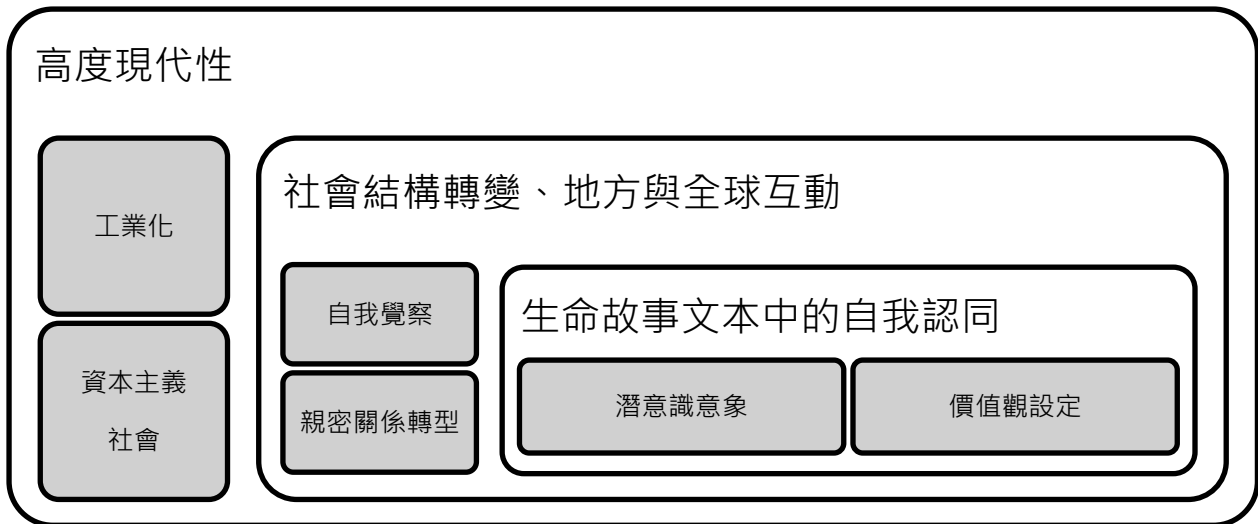 高度現代性
工業化
資本主義
社會
社會結構轉變、地方與全球互動
自我覺察
親密關係轉型
生命故事文本中的自我認同
潛意識意象
價值觀設定